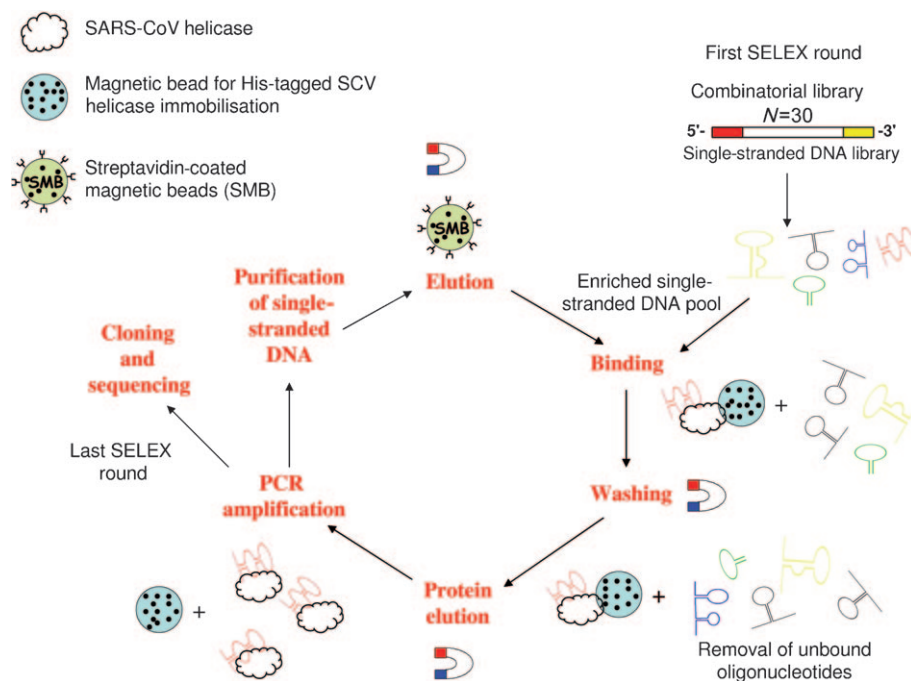 SARS-CoV helicase
Magnetic bead for His-tagged SCV
helicase immobilisation
SMB
Streptavidin-coated
magnetic beads (SMB)
First SELEX round
Combinatorial library
N=30
5'-
-3'
Single-stranded DNA library
SMB
Elution
Enriched single-
stranded DNA pool
Purification
of single-
stranded
DNA
Cloning
and
sequencing
Binding
+
Last SELEX
round
PCR
amplification
Washing
+
Protein
elution
+
Removal of unbound
oligonucleotides